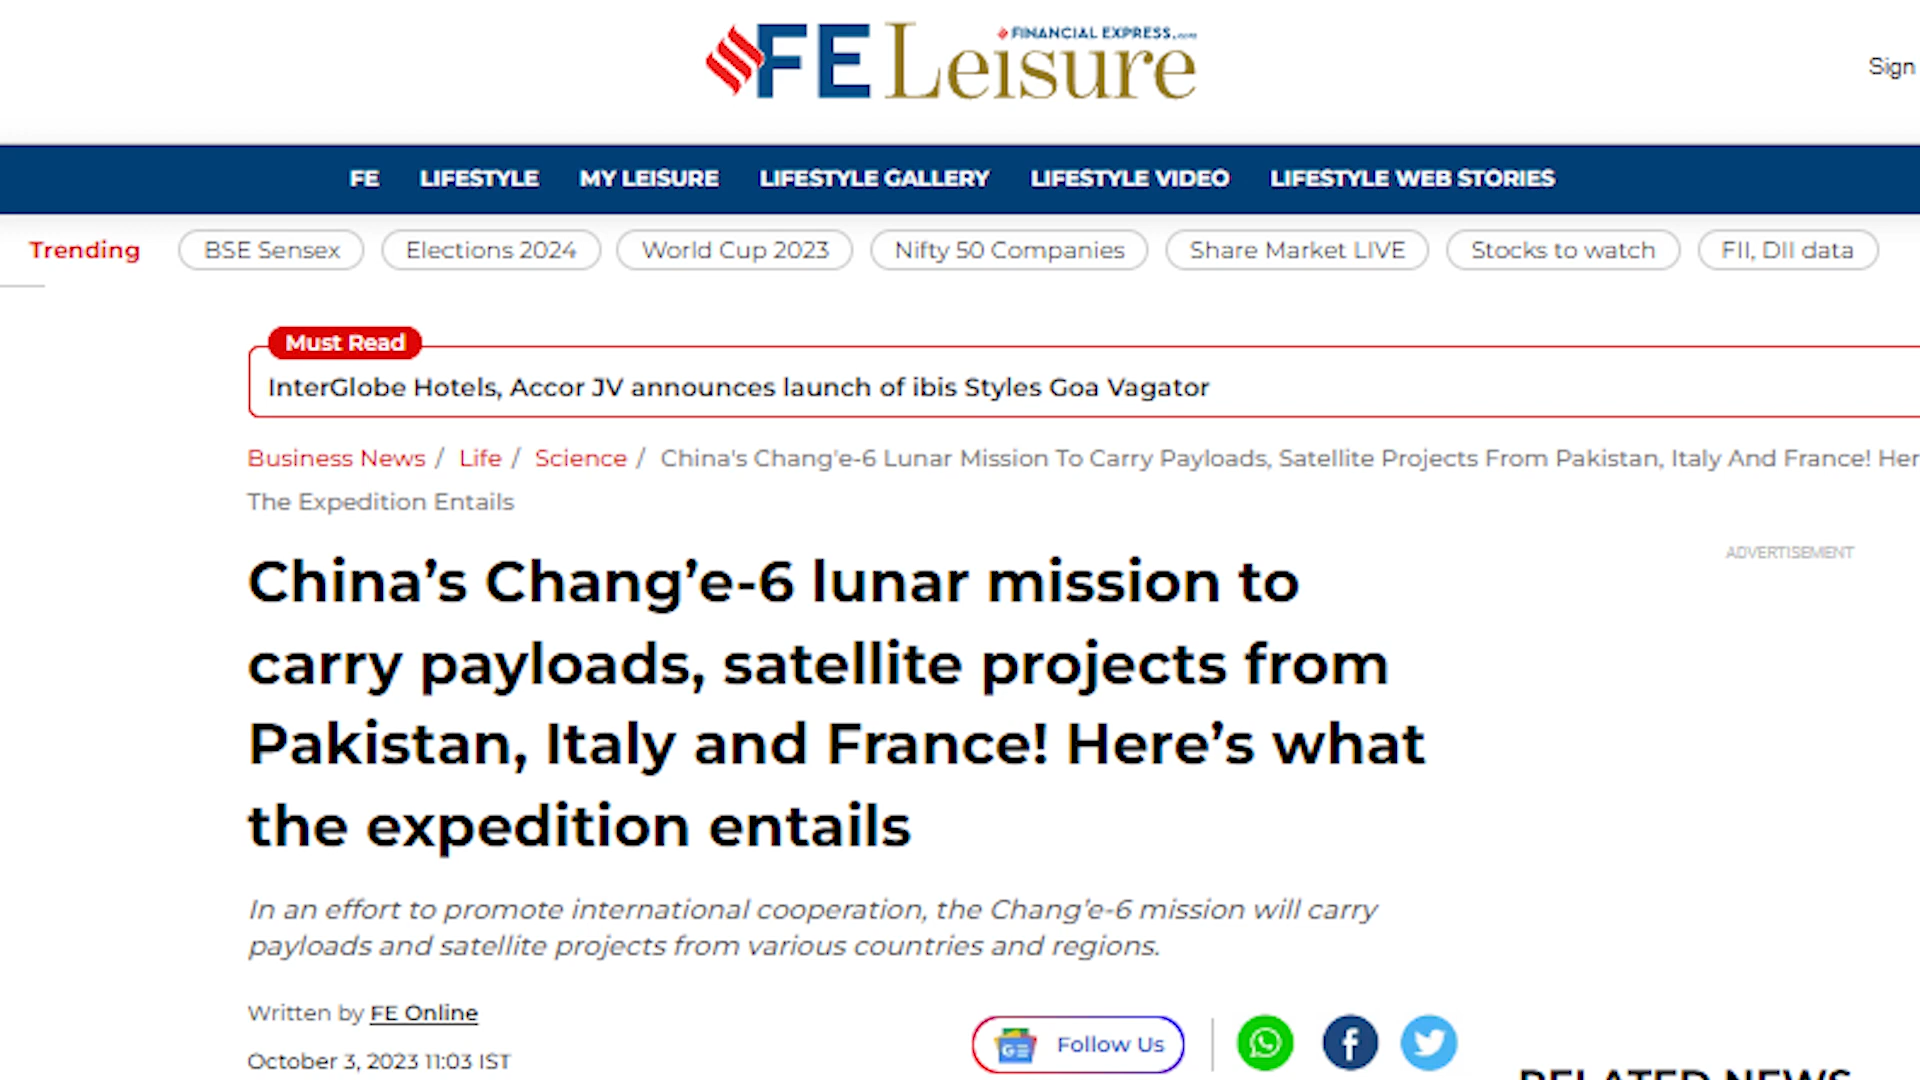 FE Leisure
FINANCIAL EXPRESS.com
Sign
FE LIFESTYLE MY LEISURE LIFESTYLE GALLERY LIFESTYLE VIDEO LIFESTYLE WEB STORIES
Trending BSE Sensex Elections 2024 World Cup 2023 Nifty 50 Companies Share Market LIVE Stocks to watch FII, DII data
Must Read
InterGlobe Hotels, Accor JV announces launch of ibis Styles Goa Vagator
Business News / Life / Science / China's Chang'e-6 Lunar Mission To Carry Payloads, Satellite Projects From Pakistan, Italy And France! Her
The Expedition Entails
ADVERTISEMENT
China’s Chang’e-6 lunar mission to
carry payloads, satellite projects from
Pakistan, Italy and France! Here’s what
the expedition entails
In an effort to promote international cooperation, the Chang’e-6 mission will carry
payloads and satellite projects from various countries and regions.
Written by FE Online
October 3, 2023 11:03 IST
GE Follow Us
RELATED NEWS